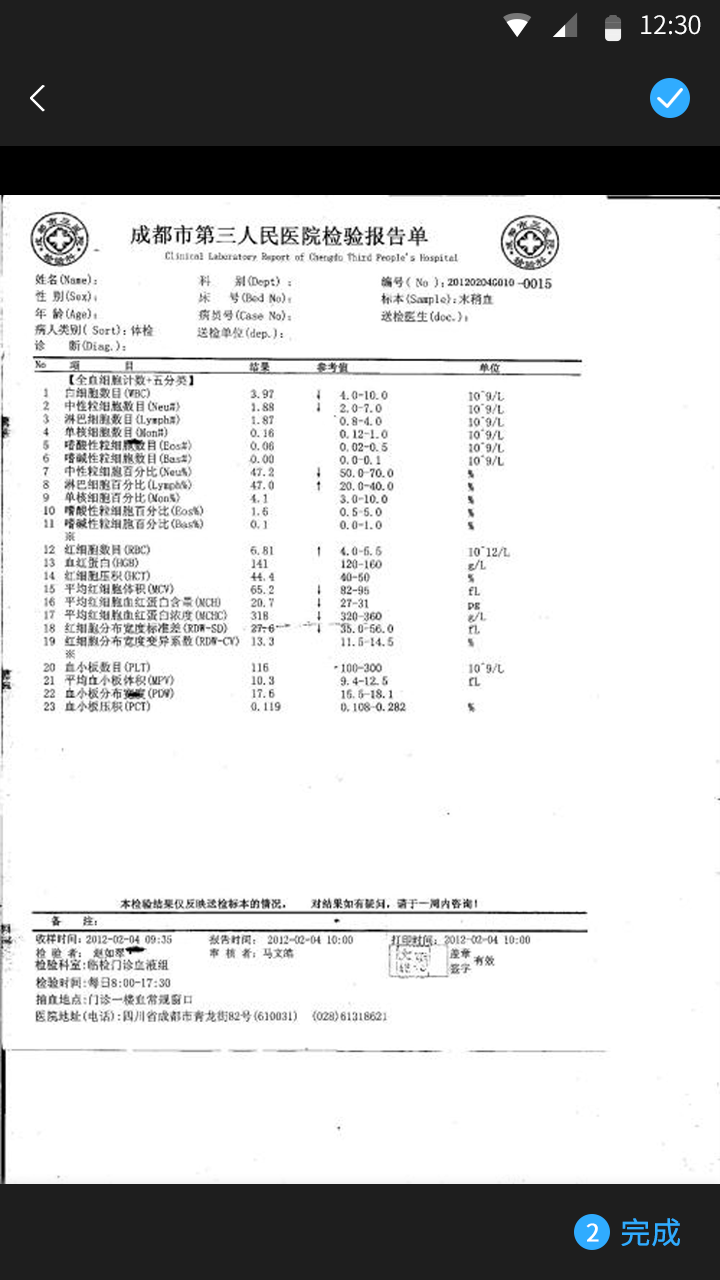 12:30
成都市第三人民医院检验报告单
Clinical Laboratory Report of Chengdu Third People's Hospital
姓名(Name): 科 别(Dept) : 编号( No ):20120204G010 -0015
性 别(Sex): 床 号(Bed No): 标本(Sample):末稍血
年 龄(Age): 病员号(Case No): 送检医生(doc.):
病人类别( Sort): 体检 送检单位(dep.):
诊 断(Diag.):
No 项 目 结果 参考值 单位
【全血细胞计数+五分类】
1 白细胞数目(WBC) 3.97 ↓ 4.0-10.0 10^9/L
2 中性粒细胞数目(Neu#) 1.88 ↓ 2.0-7.0 10^9/L
3 淋巴细胞数目(Lymph#) 1.87 0.8-4.0 10^9/L
4 单核细胞数目(Mon#) 0.16 0.12-1.0 10^9/L
5 嗜酸性粒细胞数目(Eos#) 0.06 0.02-0.5 10^9/L
6 嗜碱性粒细胞数目(Bas#) 0.00 0.0-0.1 10^9/L
7 中性粒细胞百分比(Neu%) 47.2 ↓ 50.0-70.0 %
8 淋巴细胞百分比(Lymph%) 47.0 ↑ 20.0-40.0 %
9 单核细胞百分比(Mon%) 4.1 3.0-10.0 %
10 嗜酸性粒细胞百分比(Eos%) 1.6 0.5-5.0 %
11 嗜碱性粒细胞百分比(Bas%) 0.1 0.0-1.0 %
※
12 红细胞数目(RBC) 6.81 ↑ 4.0-5.5 10^12/L
13 血红蛋白(HGB) 141 120-160 g/L
14 红细胞压积(HCT) 44.4 40-50 %
15 平均红细胞体积(MCV) 65.2 ↓ 82-95 fL
16 平均红细胞血红蛋白含量(MCH) 20.7 ↓ 27-31 pg
17 平均红细胞血红蛋白浓度(MCHC) 318 ↓ 320-360 g/L
18 红细胞分布宽度标准差(RDW-SD) 27.6 ↓ 35.0-56.0 fL
19 红细胞分布宽度变异系数(RDW-CV) 13.3 11.5-14.5 %
※
20 血小板数目(PLT) 116 100-300 10^9/L
21 平均血小板体积(MPV) 10.3 9.4-12.5 fL
22 血小板分布宽度(PDW) 17.6 15.5-18.1
23 血小板压积(PCT) 0.119 0.108-0.282 %
本检验结果仅反映送检标本的情况, 对结果如有疑问, 请于一周内咨询!
备 注:
收样时间: 2012-02-04 09:35 报告时间: 2012-02-04 10:00 打印时间: 2012-02-04 10:00
检 验 者: 赵如翠 审 核 者: 马文皓 盖章
签字 有效
检验科室:临检门诊血液组
检验时间:每日8:00-17:30
抽血地点:门诊一楼血常规窗口
医院地址(电话):四川省成都市青龙街82号(610031) (028)61318621
2 完成